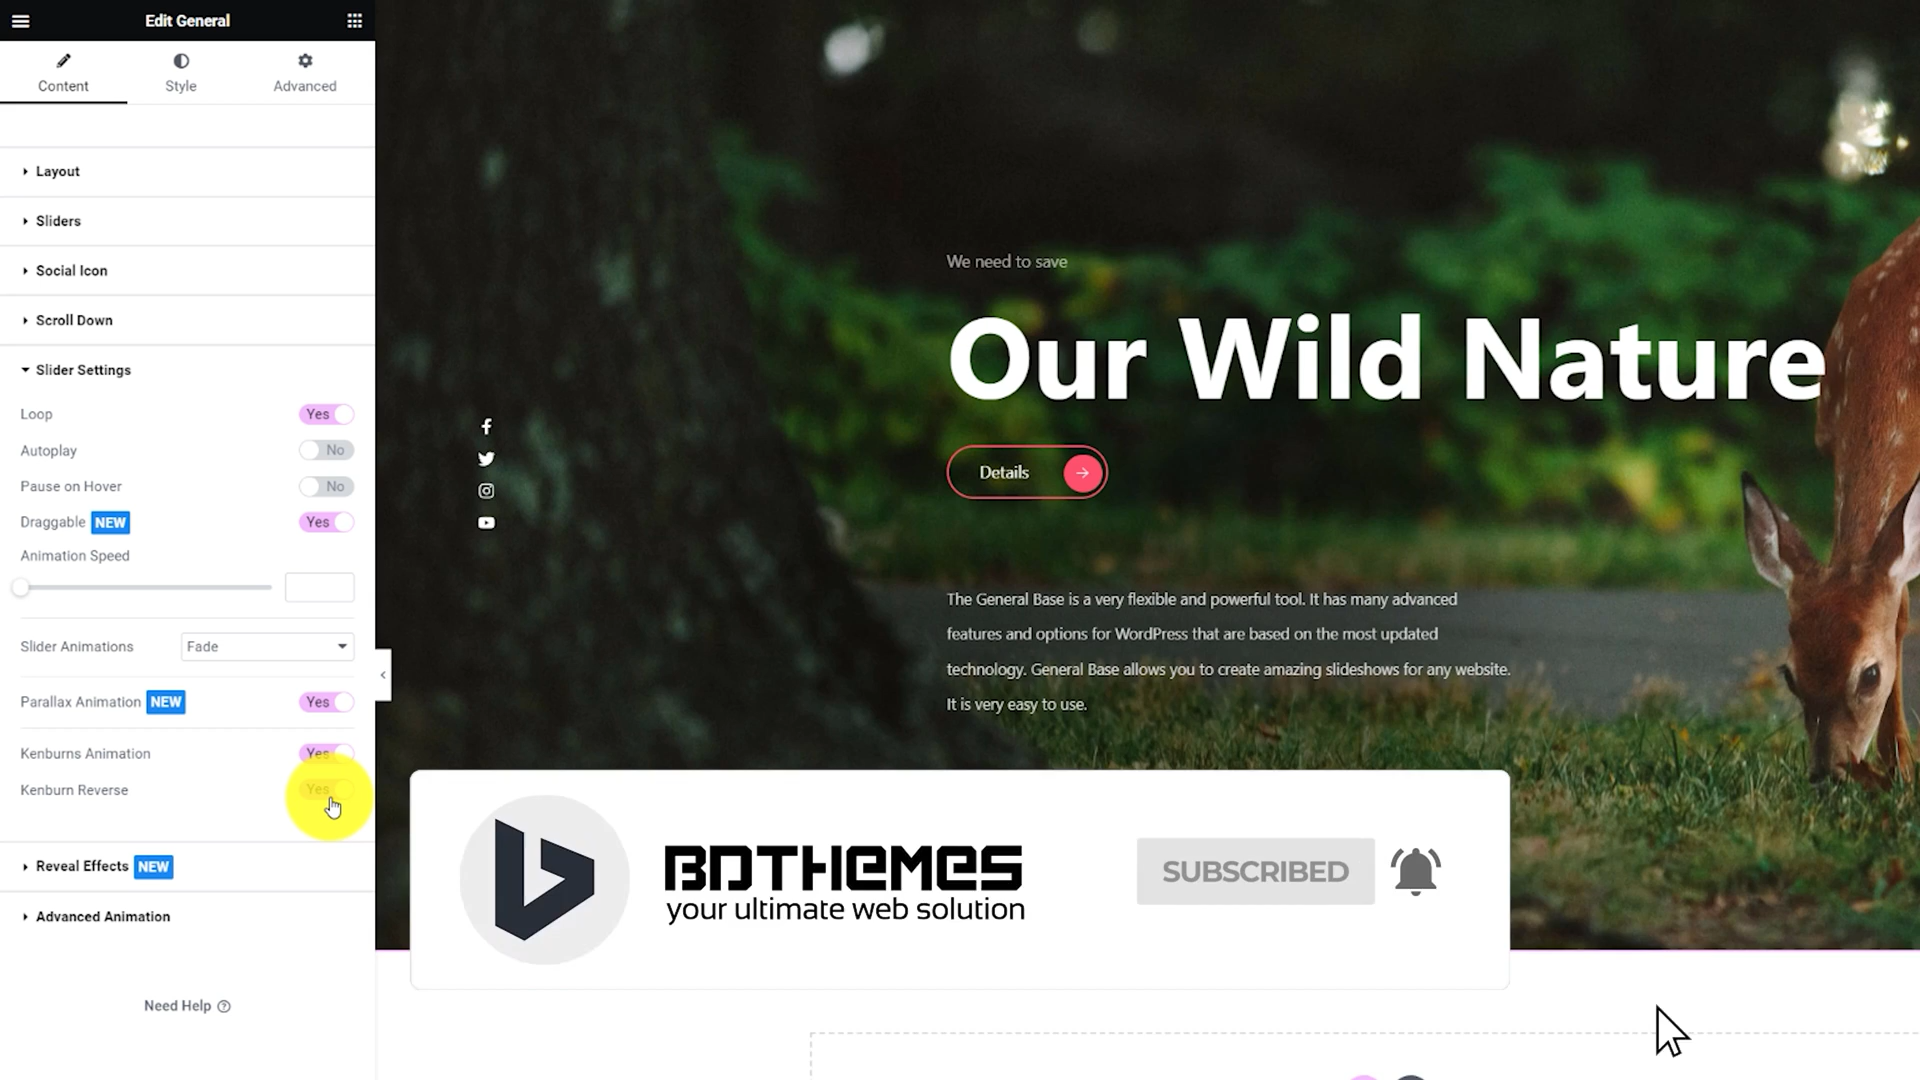 Edit General
Content
Style
Advanced
Layout
Sliders
Social Icon
Scroll Down
Slider Settings
Loop Yes
Autoplay No
Pause on Hover No
Draggable NEW Yes
Animation Speed
Slider Animations Fade
Parallax Animation NEW Yes
Kenburns Animation Yes
Kenburn Reverse Yes
Reveal Effects NEW
Advanced Animation
Need Help
We need to save
Our Wild Nature
Details
The General Base is a very flexible and powerful tool. It has many advanced
features and options for WordPress that are based on the most updated
technology. General Base allows you to create amazing slideshows for any website.
It is very easy to use.
BDTHEMES
your ultimate web solution
SUBSCRIBED